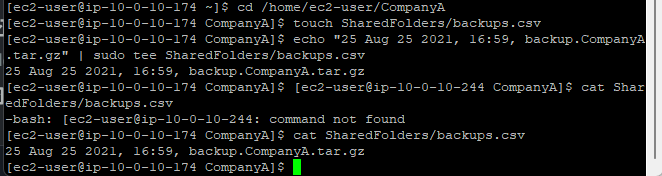 [ec2-user@ip-10-0-10-174 ~]$ cd /home/ec2-user/CompanyA
[ec2-user@ip-10-0-10-174 CompanyA]$ touch SharedFolders/backups.csv
[ec2-user@ip-10-0-10-174 CompanyA]$ echo "25 Aug 25 2021, 16:59, backup.CompanyA
.tar.gz" | sudo tee SharedFolders/backups.csv
25 Aug 25 2021, 16:59, backup.CompanyA.tar.gz
[ec2-user@ip-10-0-10-174 CompanyA]$ [ec2-user@ip-10-0-10-244 CompanyA]$ cat Shar
edFolders/backups.csv
-bash: [ec2-user@ip-10-0-10-244: command not found
[ec2-user@ip-10-0-10-174 CompanyA]$ cat SharedFolders/backups.csv
25 Aug 25 2021, 16:59, backup.CompanyA.tar.gz
[ec2-user@ip-10-0-10-174 CompanyA]$